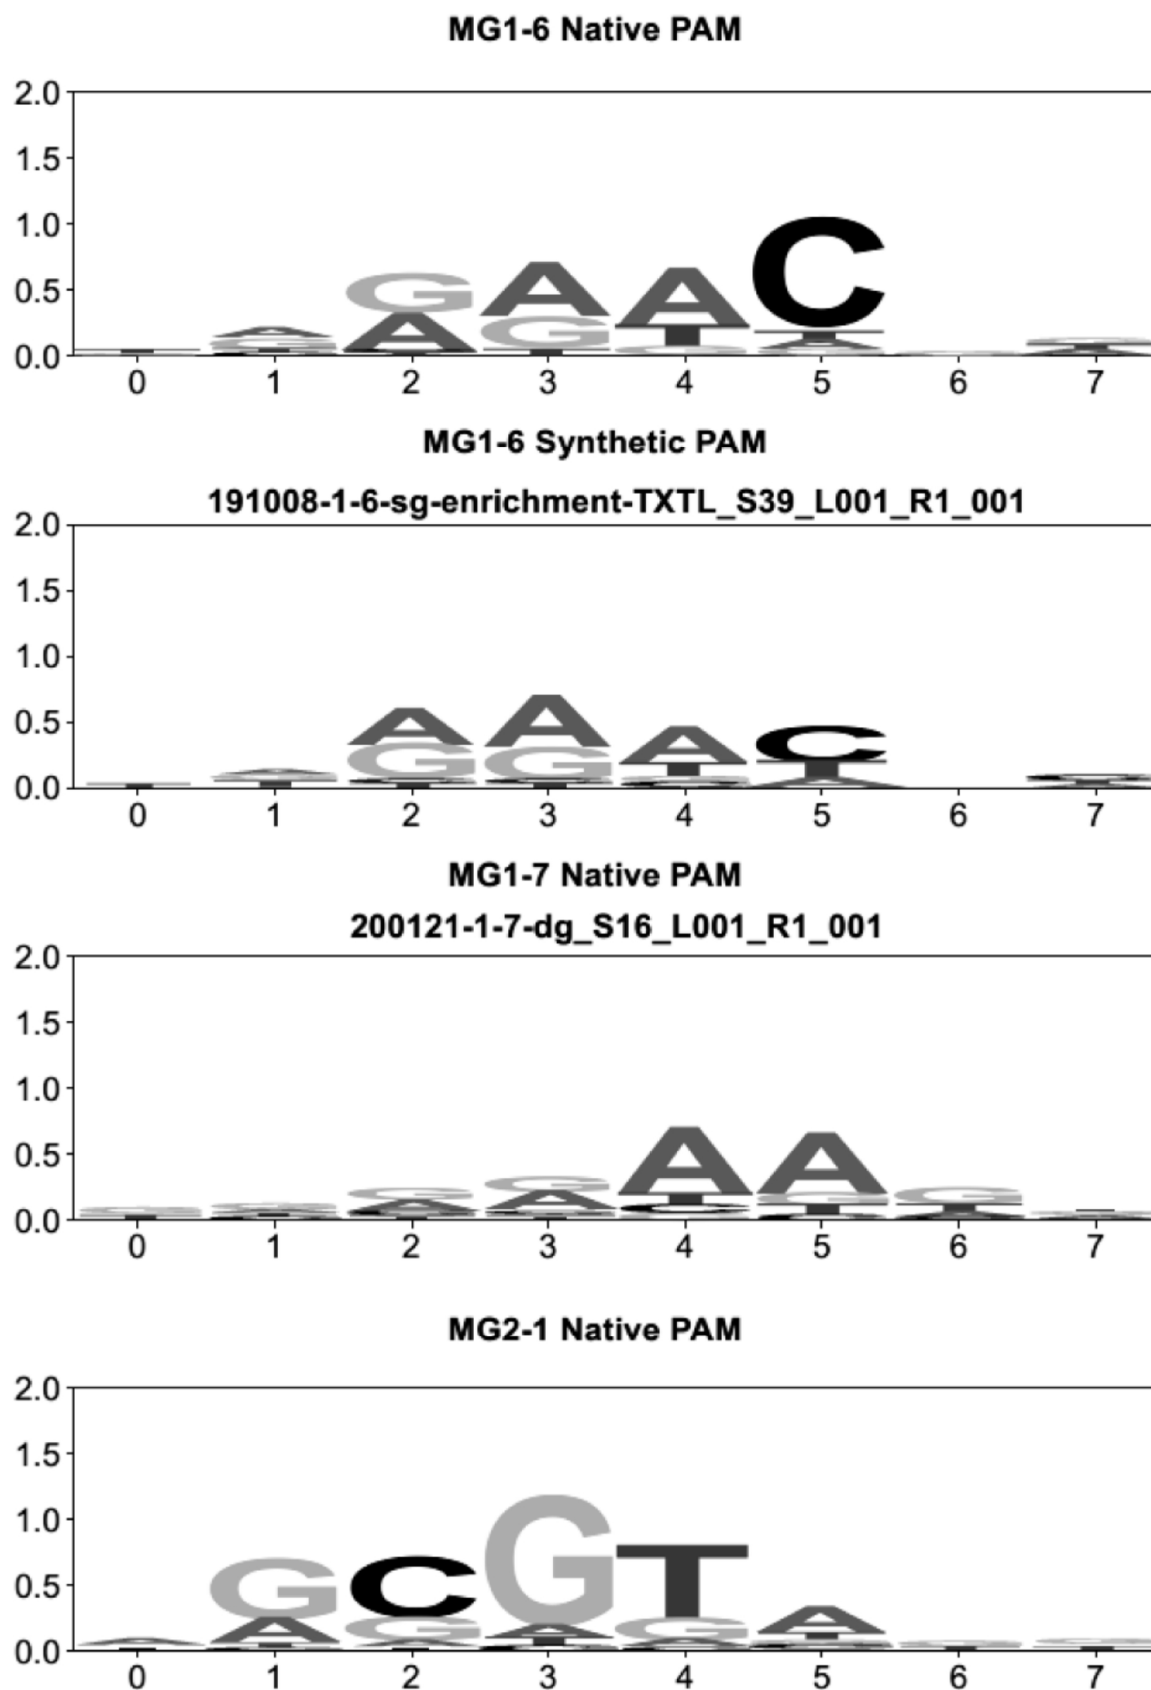 MG1-6 Native PAM
2.0
1.5
1.0
0.5
0.0
0 1 2 3 4 5 6 7
MG1-6 Synthetic PAM
191008-1-6-sg-enrichment-TXTL_S39_L001_R1_001
2.0
1.5
1.0
0.5
0.0
0 1 2 3 4 5 6 7
MG1-7 Native PAM
200121-1-7-dg_S16_L001_R1_001
2.0
1.5
1.0
0.5
0.0
0 1 2 3 4 5 6 7
MG2-1 Native PAM
2.0
1.5
1.0
0.5
0.0
G C G T A
0 1 2 3 4 5 6 7